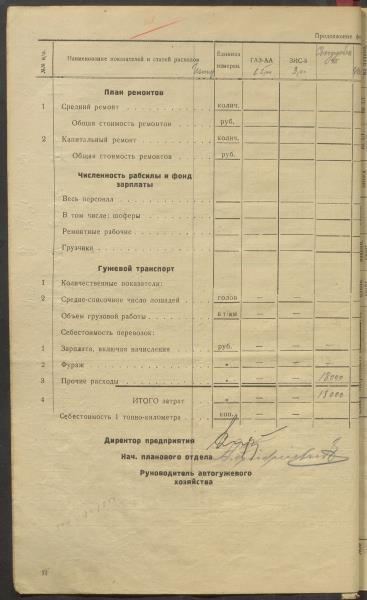 Продолжение
№№ п/п. Наименование показателей и статей расходов Единица измерен. ГАЗ-АА ЗИС-5
План ремонтов
1 Средний ремонт . . . . . . колич.
Общая стоимость ремонтов . . . руб.
2 Капитальный ремонт . . . . . колич.
Общая стоимость ремонтов . . . руб.
Численность рабсилы и фонд
зарплаты
Весь персонал . . . . . .
В том числе: шоферы . . . . .
Ремонтные рабочие . . . . .
Грузчики . . . . . .
Гужевой транспорт
1 Количественные показатели:
2 Средне-списочное число лошадей . . голов — —
Объем грузовой работы . . . . в т/км — —
Себестоимость перевозок:
1 Зарплата, включая начисления . . руб. — —
2 Фураж . . . . . . " — — —
3 Прочие расходы " — — 18000
4 ИТОГО затрат . . . " — — 18000
Себестоимость 1 тонно-километра . . коп.
Директор предприятия
Нач. планового отдела
Руководитель автогужевого
хозяйства